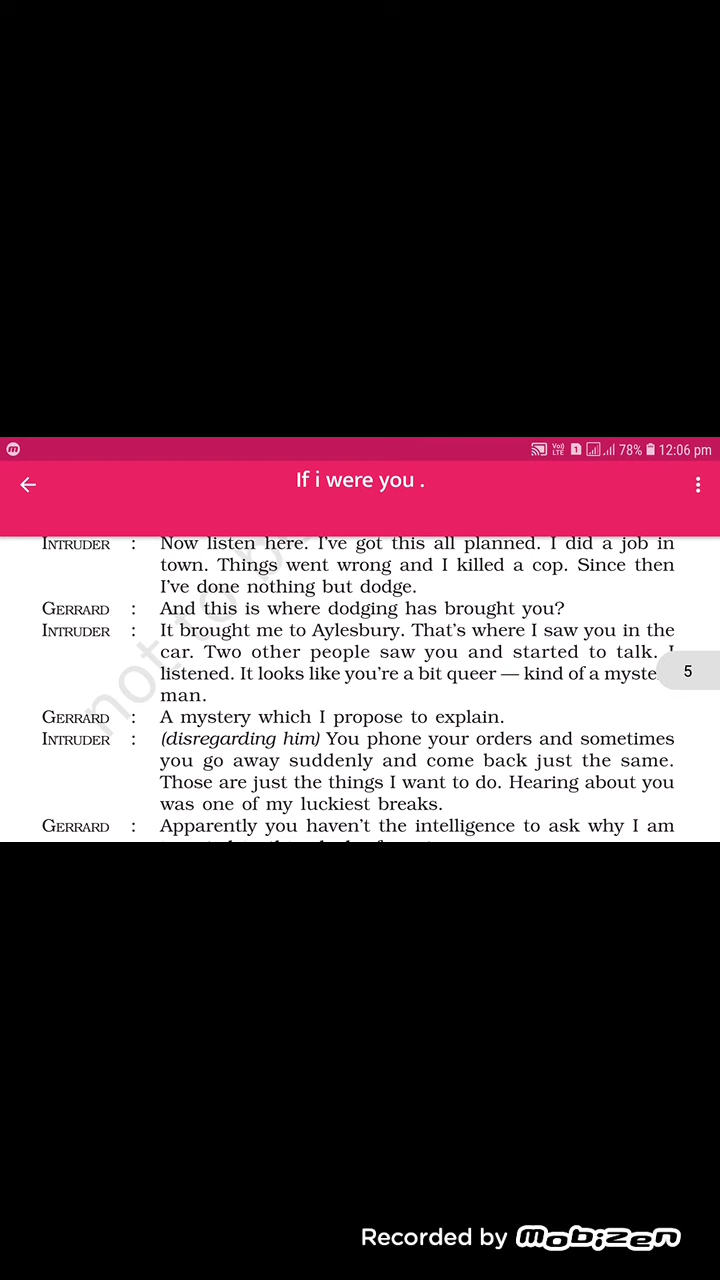 78% 12:06 pm
If i were you .
INTRUDER : Now listen here. I've got this all planned. I did a job in
town. Things went wrong and I killed a cop. Since then
I've done nothing but dodge.
GERRARD : And this is where dodging has brought you?
INTRUDER : It brought me to Aylesbury. That's where I saw you in the
car. Two other people saw you and started to talk. I
listened. It looks like you're a bit queer — kind of a myste
man.
5
GERRARD : A mystery which I propose to explain.
INTRUDER : (disregarding him) You phone your orders and sometimes
you go away suddenly and come back just the same.
Those are just the things I want to do. Hearing about you
was one of my luckiest breaks.
GERRARD : Apparently you haven't the intelligence to ask why I am
not to b
Recorded by mobizen